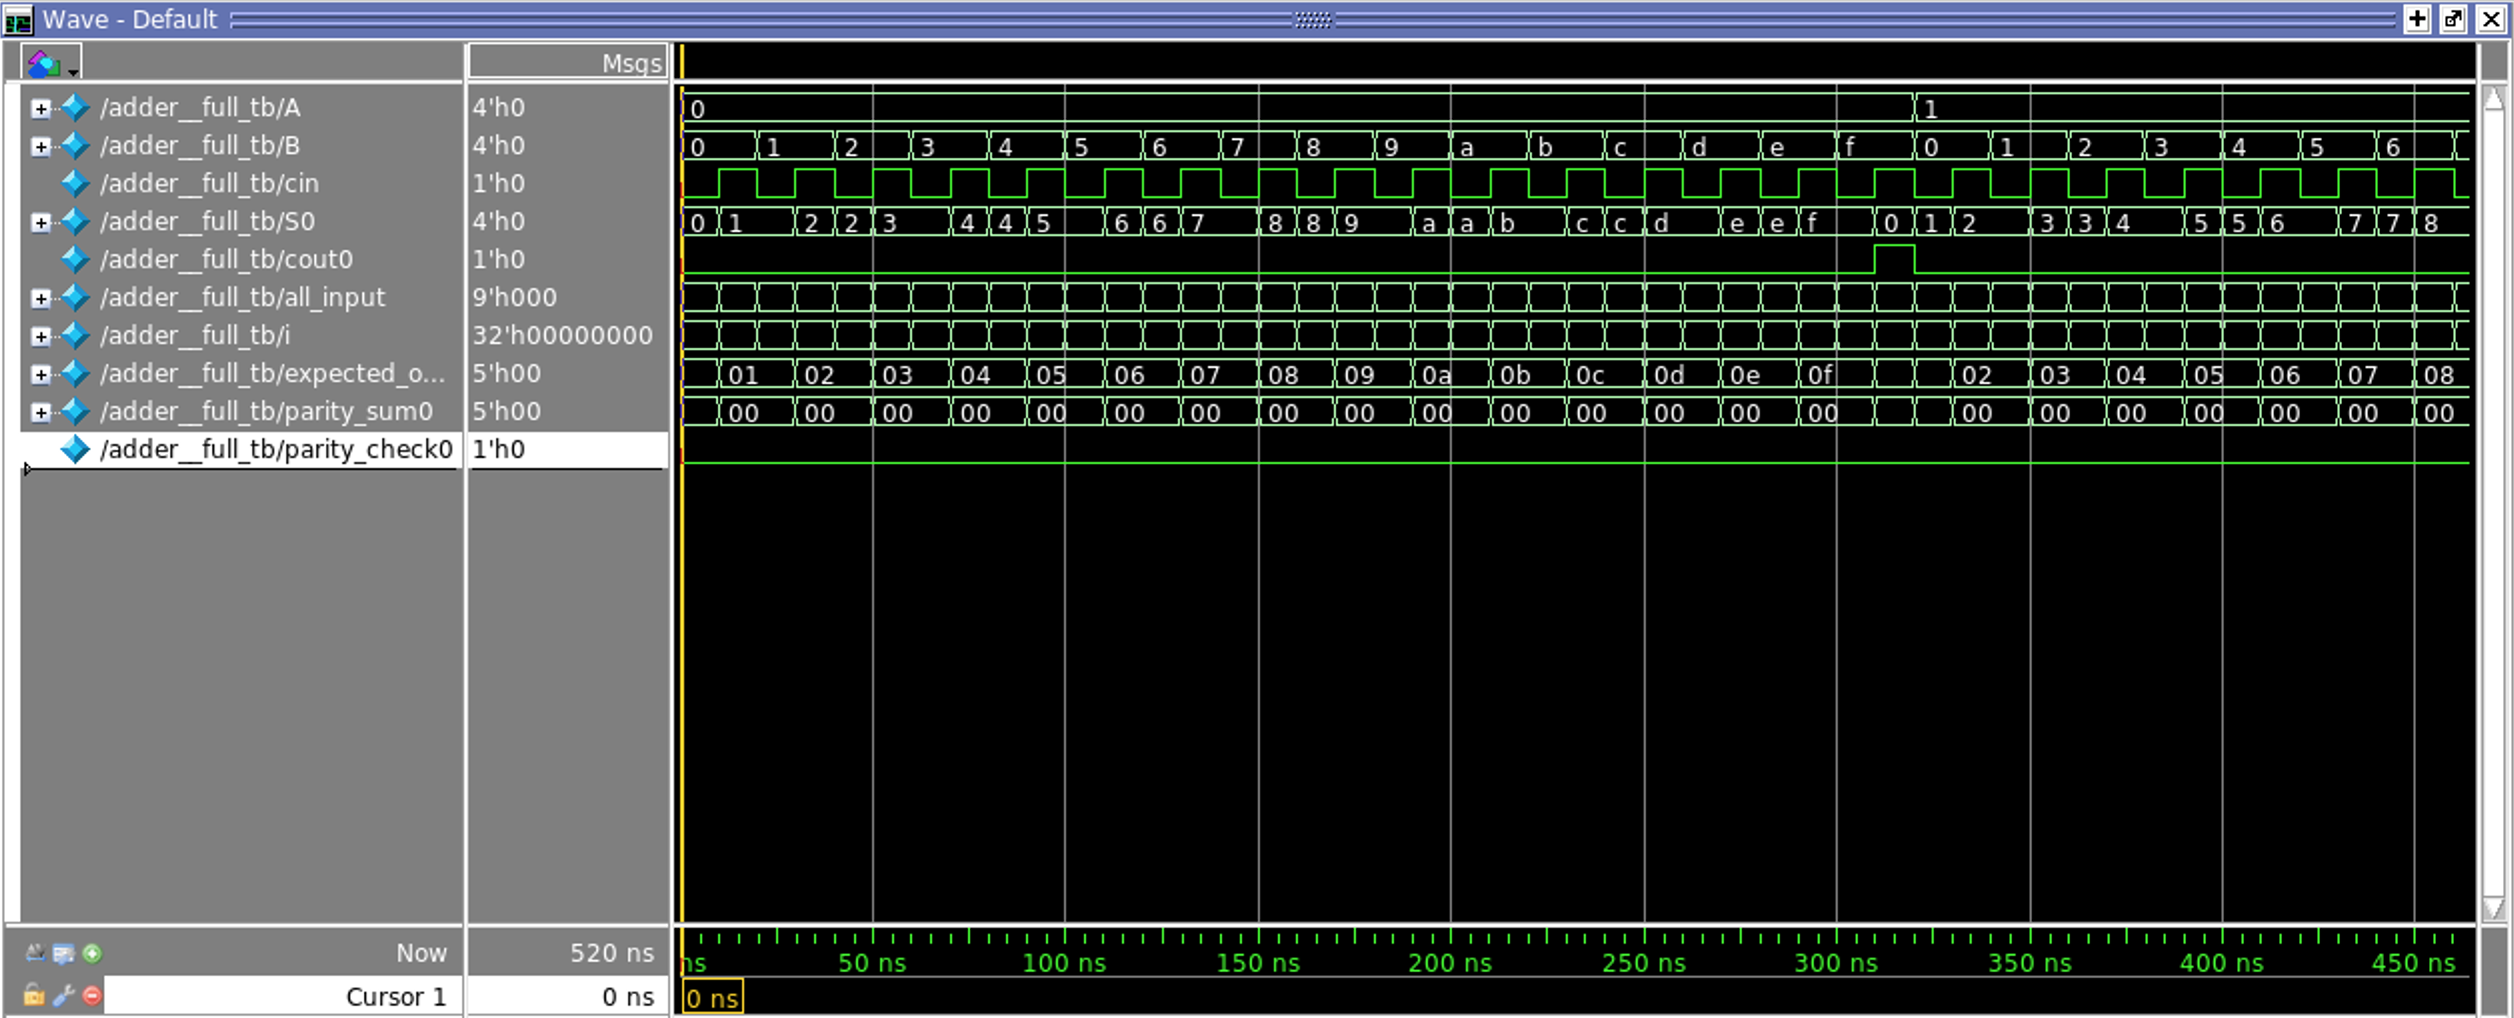 Wave - Default
Msgs
/adder__full_tb/A 4'h0 0 1
/adder__full_tb/B 4'h0 0 1 2 3 4 5 6 7 8 9 a b c d e f 0 1 2 3 4 5 6
/adder__full_tb/cin 1'h0
/adder__full_tb/S0 4'h0 0 1 2 2 3 4 4 5 6 6 7 8 8 9 a a b c c d e e f 0 1 2 3 3 4 5 5 6 7 7 8
/adder__full_tb/cout0 1'h0
/adder__full_tb/all_input 9'h000
/adder__full_tb/i 32'h00000000
/adder__full_tb/expected_o... 5'h00 01 02 03 04 05 06 07 08 09 0a 0b 0c 0d 0e 0f 02 03 04 05 06 07 08
/adder__full_tb/parity_sum0 5'h00 00 00 00 00 00 00 00 00 00 00 00 00 00 00 00 00 00 00 00 00 00 00
/adder__full_tb/parity_check0 1'h0
Now 520 ns ns 50 ns 100 ns 150 ns 200 ns 250 ns 300 ns 350 ns 400 ns 450 ns
Cursor 1 0 ns 0 ns